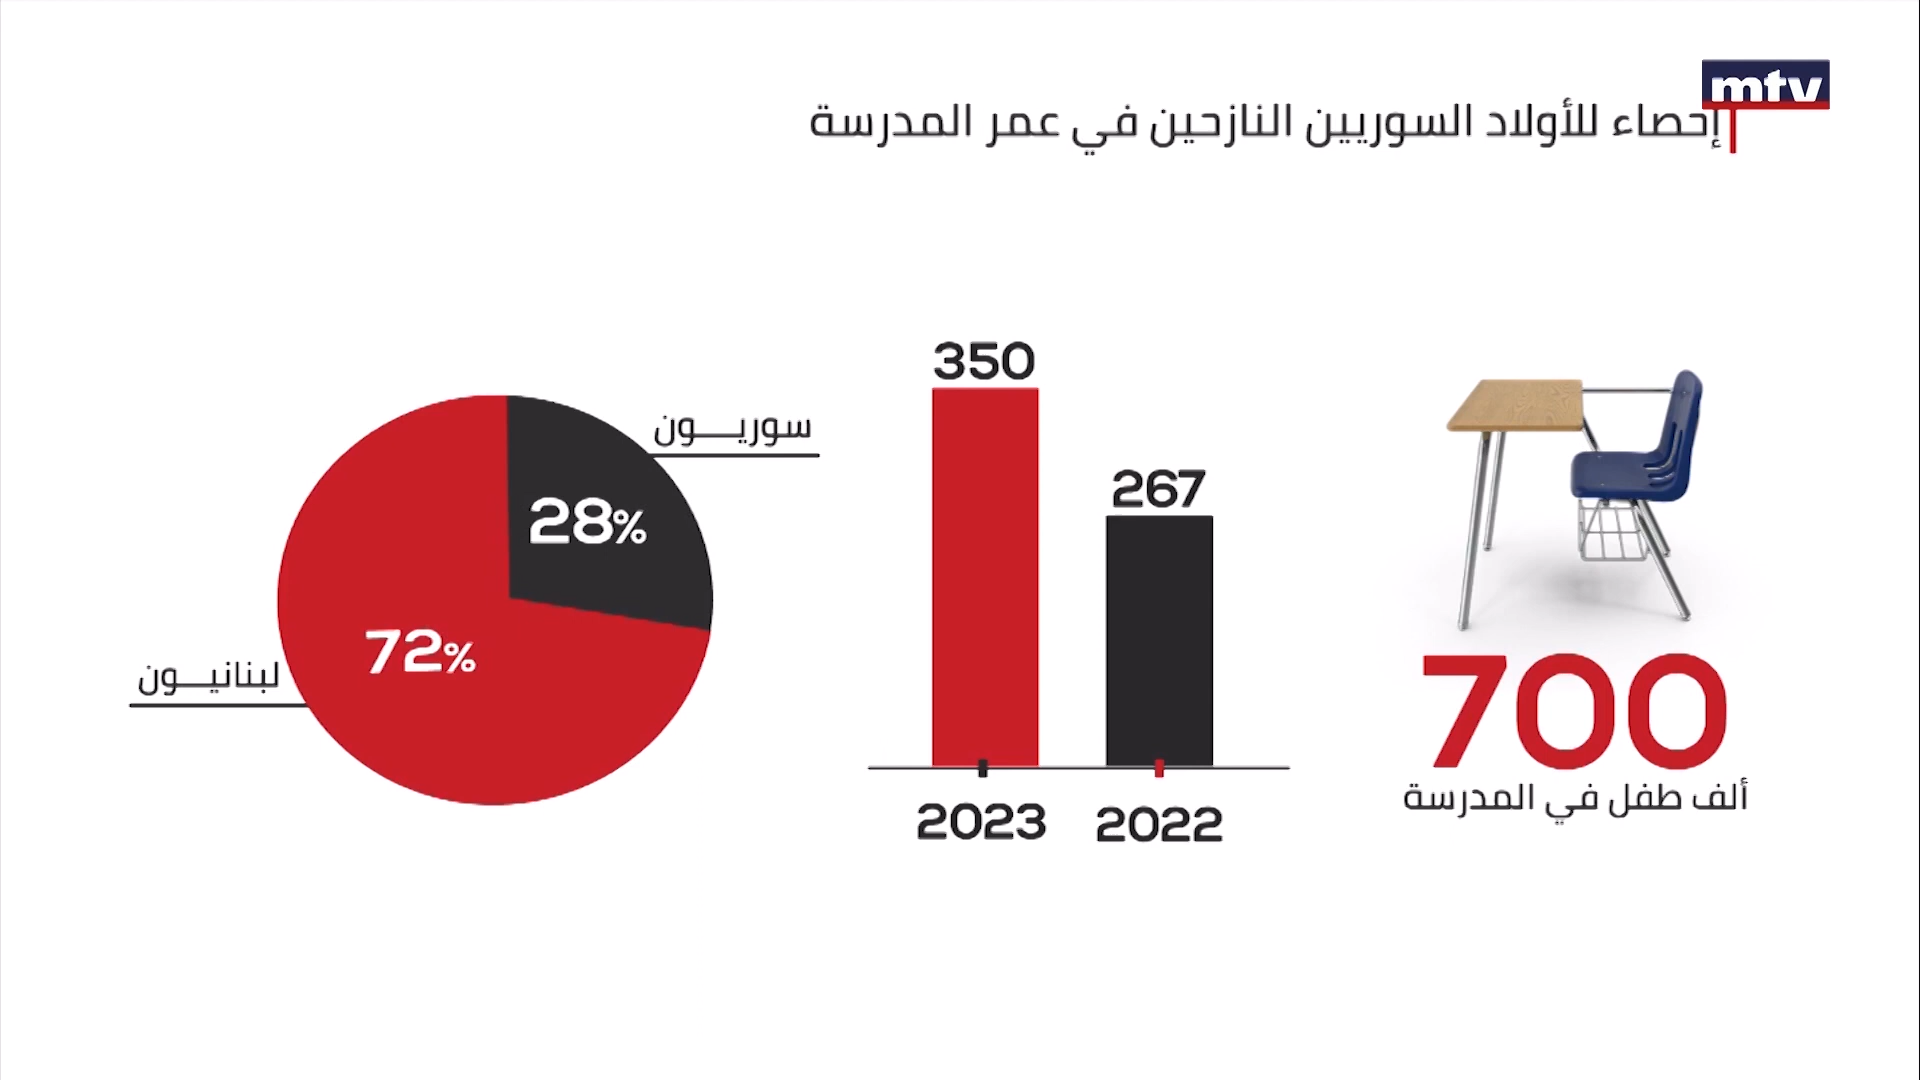 mtv
إحصاء للأولاد السوريين النازحين في عمر المدرسة
700
ألف طفل في المدرسة
350
267
2023
2022
سوريـــون
28%
72%
لبنانيـــون